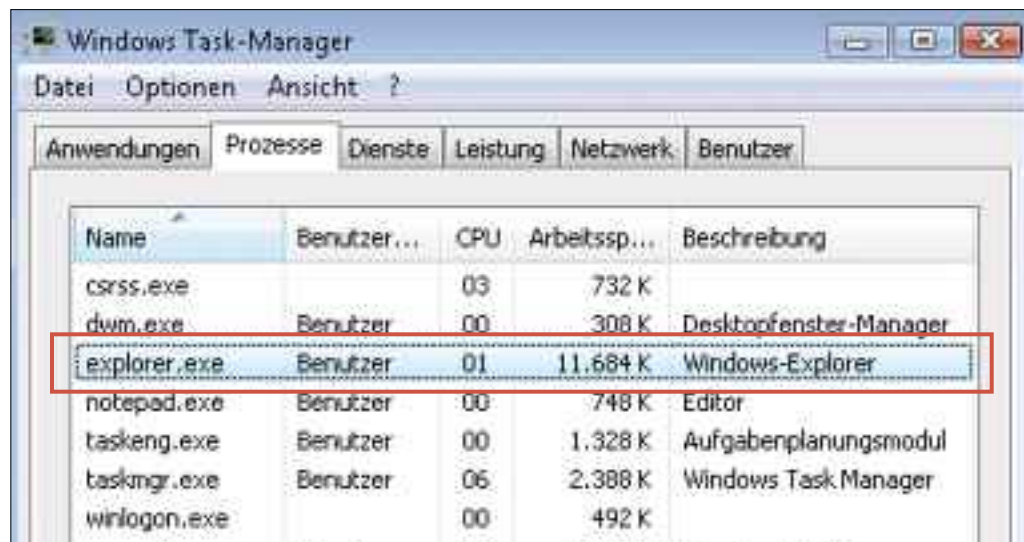 Windows Task-Manager
Datei Optionen Ansicht ?
Anwendungen Prozesse Dienste Leistung Netzwerk Benutzer
Name Benutzer... CPU Arbeitssp... Beschreibung
csrss.exe 03 732 K
dwm.exe Benutzer 00 308 K Desktopfenster-Manager
explorer.exe Benutzer 01 11.684 K Windows-Explorer
notepad.exe Benutzer 00 748 K Editor
taskeng.exe Benutzer 00 1.328 K Aufgabenplanungsmodul
taskmgr.exe Benutzer 06 2.388 K Windows Task Manager
winlogon.exe 00 492 K